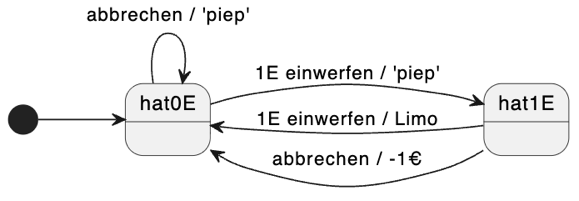 abbrechen / 'piep'
hat0E
1E einwerfen / 'piep'
hat1E
1E einwerfen / Limo
abbrechen / -1€